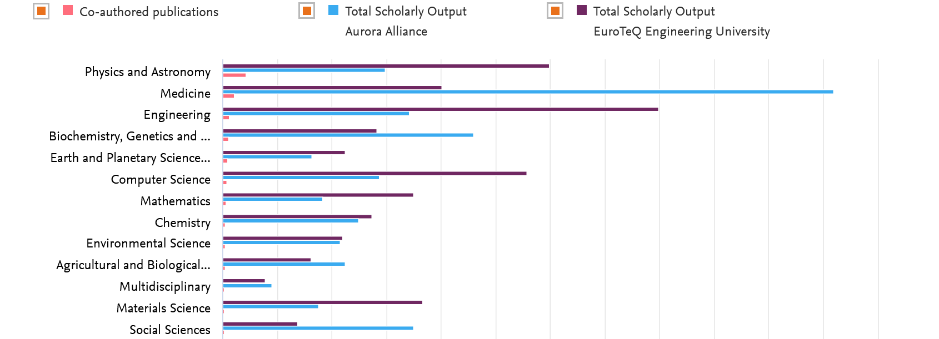 Co-authored publications
Total Scholarly Output
Aurora Alliance
Total Scholarly Output
EuroTeQ Engineering University
Physics and Astronomy
Medicine
Engineering
Biochemistry, Genetics and ...
Earth and Planetary Science...
Computer Science
Mathematics
Chemistry
Environmental Science
Agricultural and Biological...
Multidisciplinary
Materials Science
Social Sciences